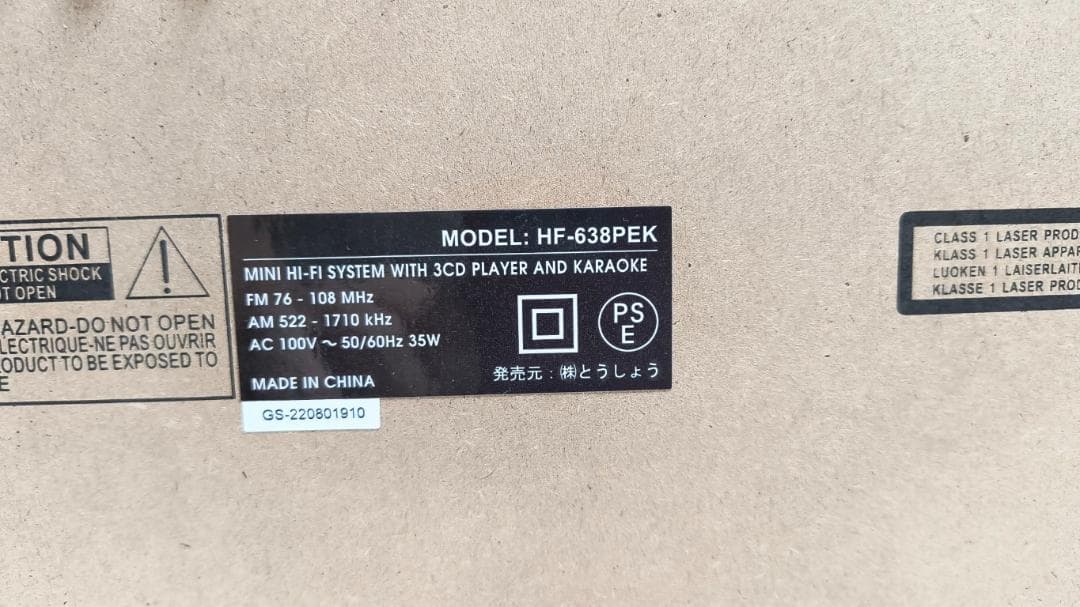 TION
CTRIC SHOCK
OT OPEN
AZARD-DO NOT OPEN
ELECTRIQUE-NE PAS OUVRIR
ODUCT TO BE EXPOSED TO
E
MODEL: HF-638PEK
MINI HI-FI SYSTEM WITH 3CD PLAYER AND KARAOKE
FM 76 - 108 MHz
AM 522 - 1710 kHz
AC 100V ~ 50/60Hz 35W
PS
E
発売元 : ㈱とうしょう
MADE IN CHINA
GS-220801910
CLASS 1 LASER PROD
KLASS 1 LASER APPAR
LUOKEN 1 LAISERLAIT
KLASSE 1 LASER PROD